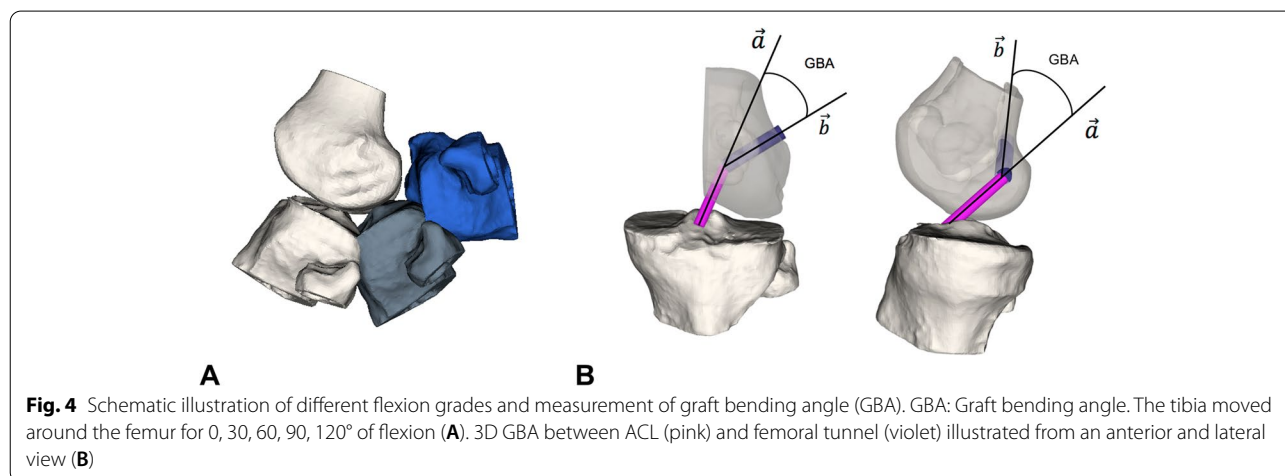 a⃗ GBA b⃗
b⃗ GBA a⃗
A B
Fig. 4 Schematic illustration of different flexion grades and measurement of graft bending angle (GBA). GBA: Graft bending angle. The tibia moved
around the femur for 0, 30, 60, 90, 120° of flexion (A). 3D GBA between ACL (pink) and femoral tunnel (violet) illustrated from an anterior and lateral
view (B)